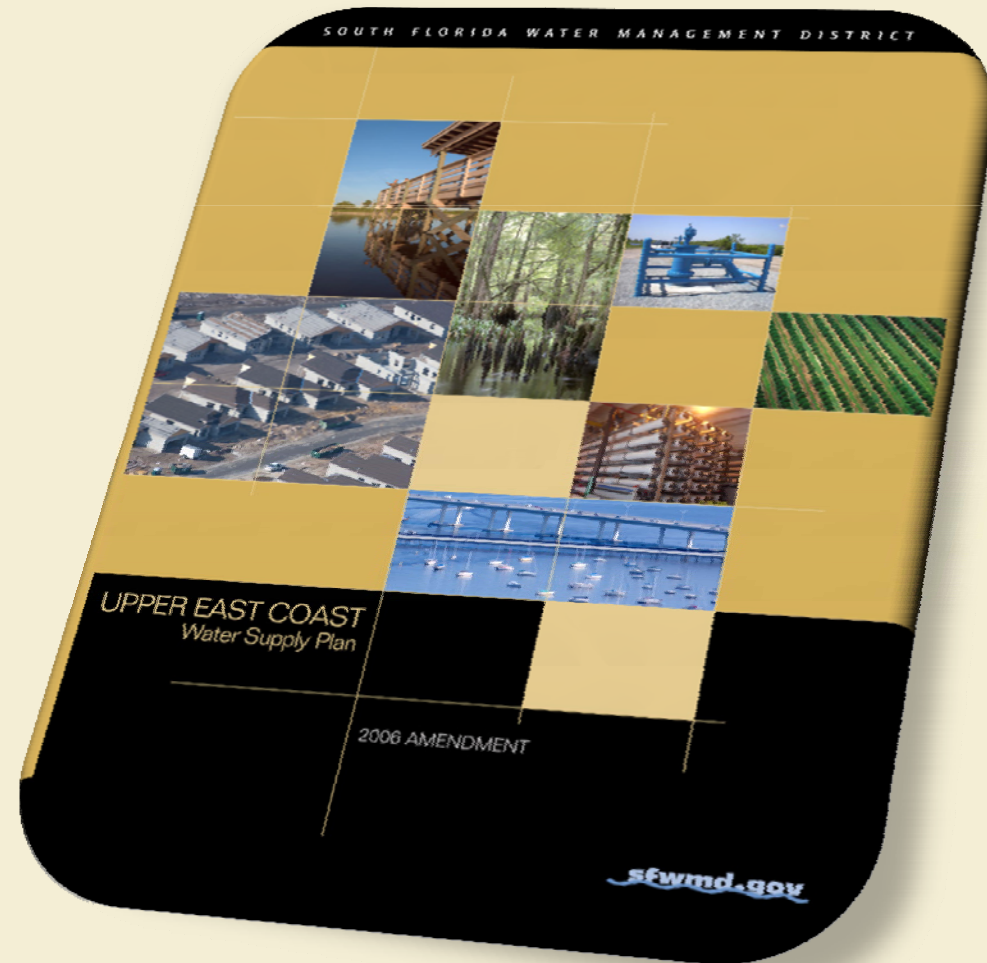 SOUTH FLORIDA WATER MANAGEMENT DISTRICT
UPPER EAST COAST
Water Supply Plan
2006 AMENDMENT
sfwmd.gov